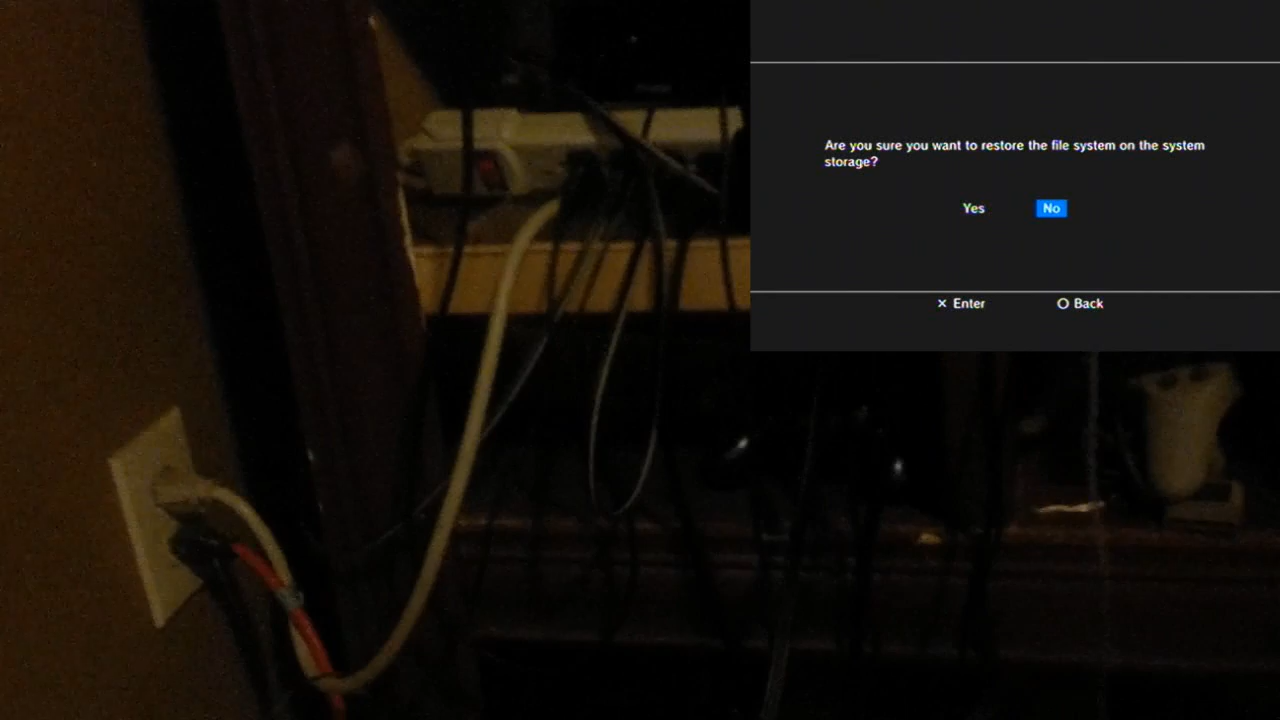 Are you sure you want to restore the file system on the system
storage?
Yes No
✕ Enter ○ Back